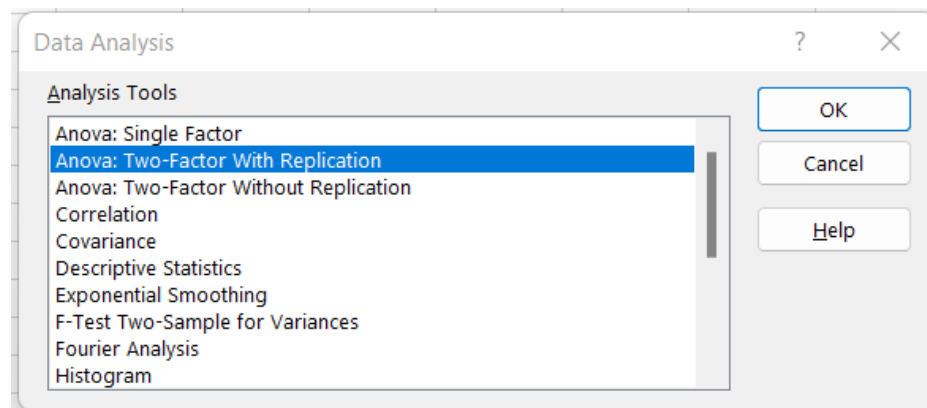 Data Analysis ?
Analysis Tools
Anova: Single Factor
Anova: Two-Factor With Replication
Anova: Two-Factor Without Replication
Correlation
Covariance
Descriptive Statistics
Exponential Smoothing
F-Test Two-Sample for Variances
Fourier Analysis
Histogram
OK
Cancel
Help